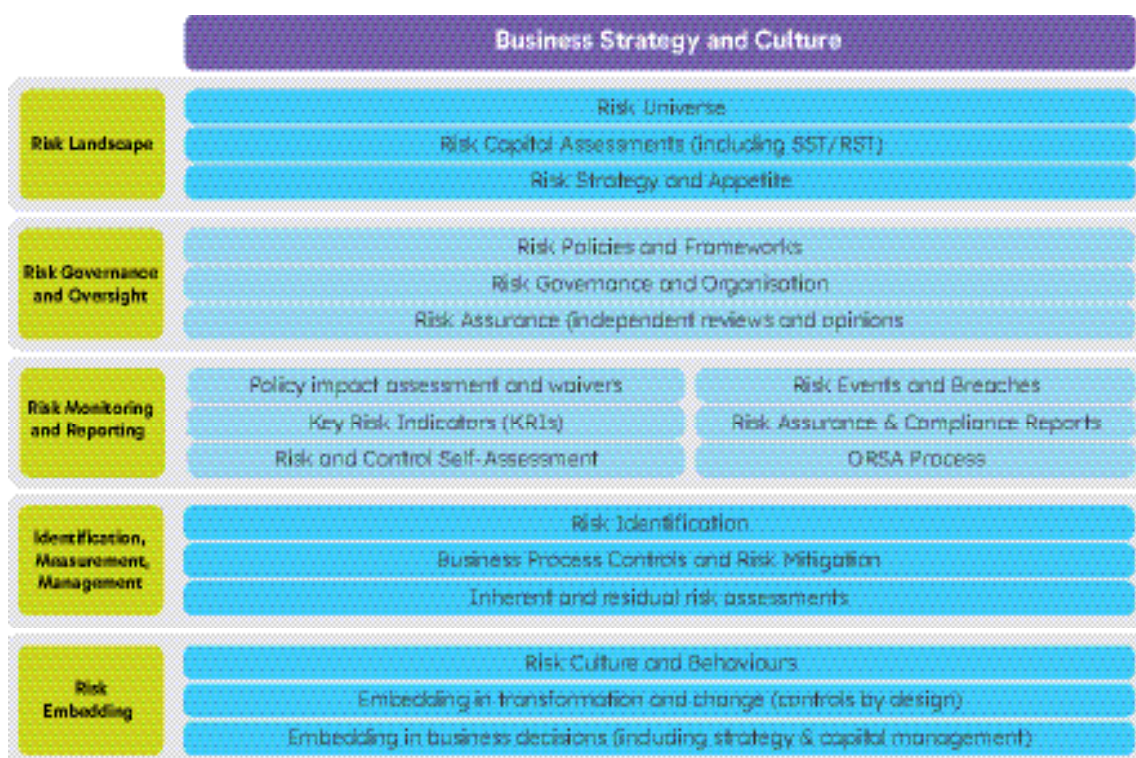 Business Strategy and Culture
Risk Landscape
Risk Universe
Risk Capital Assessments (including SST/RST)
Risk Strategy and Appetite
Risk Governance
and Oversight
Risk Policies and Frameworks
Risk Governance and Organisation
Risk Assurance (independent reviews and opinions
Risk Monitoring
and Reporting
Policy impact assessment and waivers
Key Risk Indicators (KRIs)
Risk and Control Self-Assessment
Risk Events and Breaches
Risk Assurance & Compliance Reports
ORSA Process
Identification,
Measurement,
Management
Risk Identification
Business Process Controls and Risk Mitigation
Inherent and residual risk assessments
Risk
Embedding
Risk Culture and Behaviours
Embedding in transformation and change (controls by design)
Embedding in business decisions (including strategy & capital management)